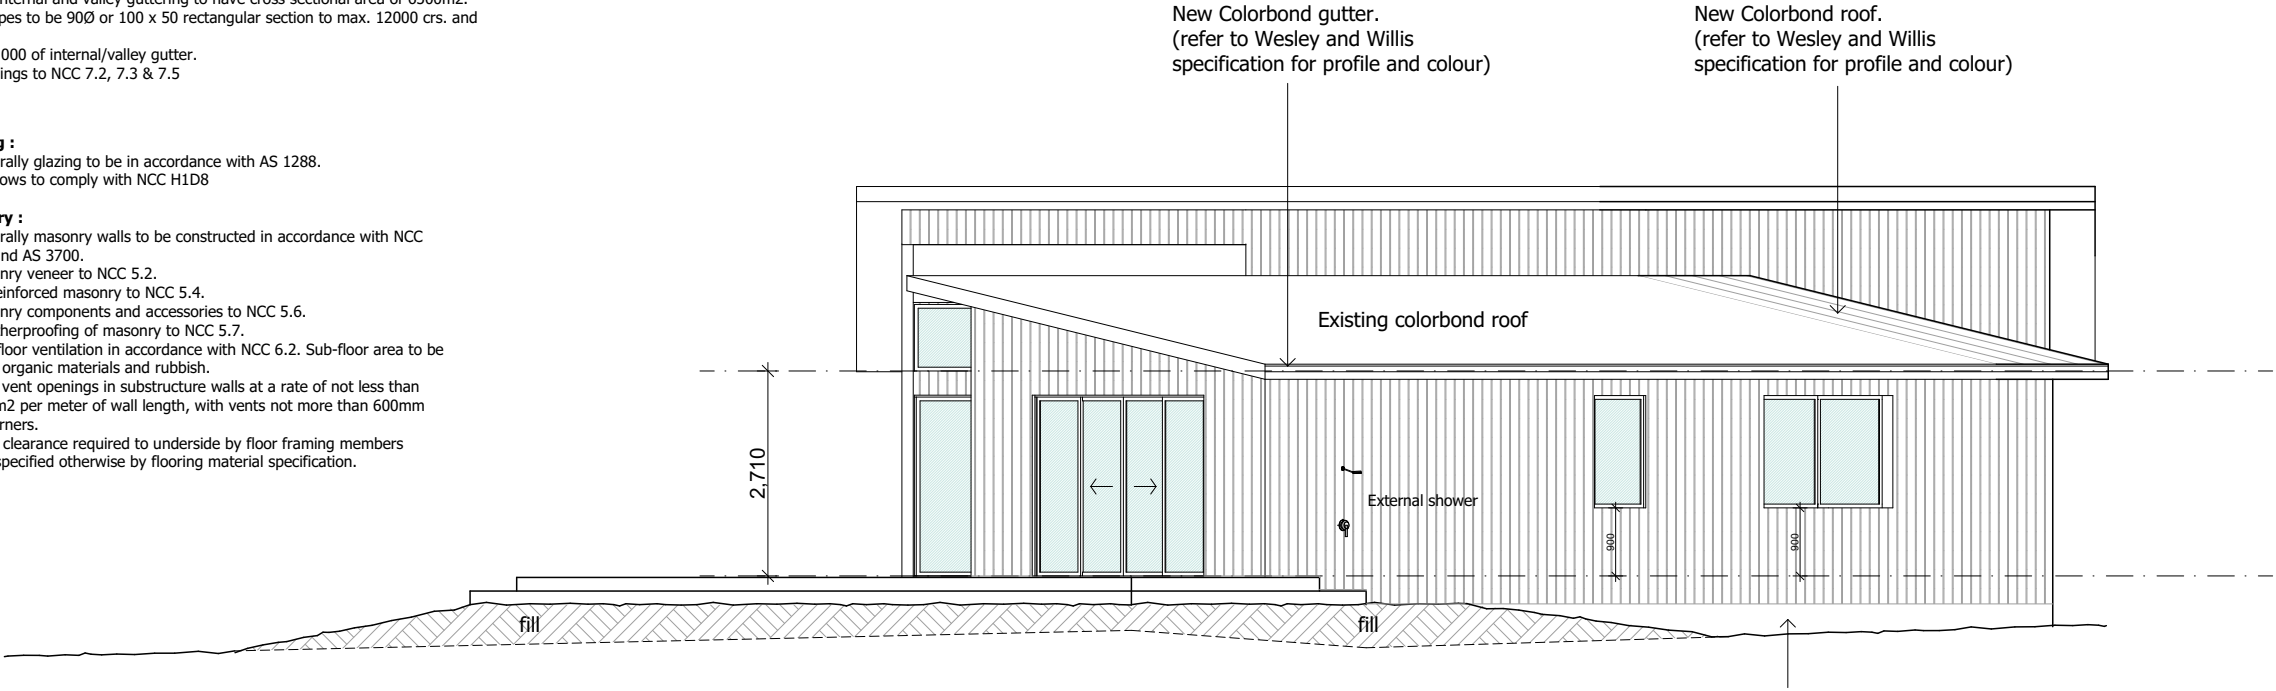 nternal and valley guttering to have cross sectional area of 6500m2.
pes to be 90Ø or 100 x 50 rectangular section to max. 12000 crs. and
000 of internal/valley gutter.
ings to NCC 7.2, 7.3 & 7.5
g :
rally glazing to be in accordance with AS 1288.
ows to comply with NCC H1D8
ry :
rally masonry walls to be constructed in accordance with NCC
nd AS 3700.
nry veneer to NCC 5.2.
einforced masonry to NCC 5.4.
nry components and accessories to NCC 5.6.
therproofing of masonry to NCC 5.7.
floor ventilation in accordance with NCC 6.2. Sub-floor area to be
organic materials and rubbish.
vent openings in substructure walls at a rate of not less than
m2 per meter of wall length, with vents not more than 600mm
rners.
clearance required to underside by floor framing members
specified otherwise by flooring material specification.
New Colorbond gutter.
(refer to Wesley and Willis
specification for profile and colour)
New Colorbond roof.
(refer to Wesley and Willis
specification for profile and colour)
Existing colorbond roof
2,710
External shower
900
900
fill
fill